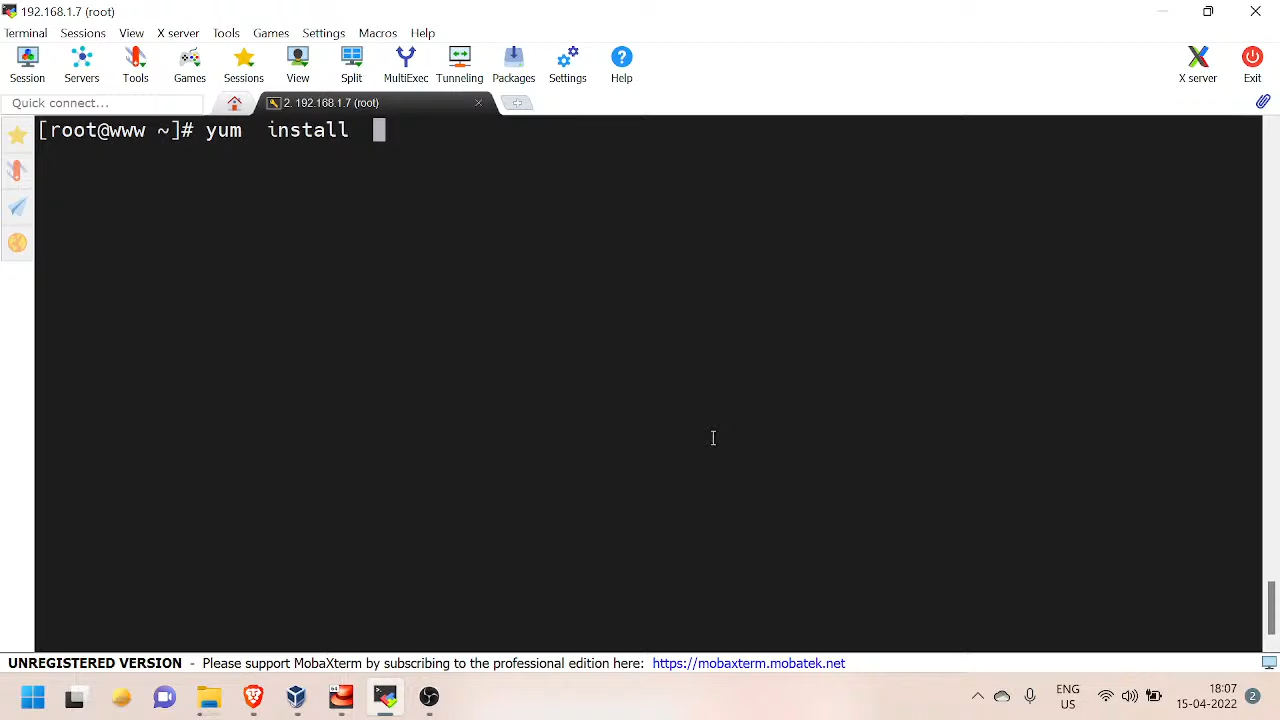 192.168.1.7 (root)
Terminal Sessions View X server Tools Games Settings Macros Help
Session Servers Tools Games Sessions View Split MultiExec Tunneling Packages Settings Help X server Exit
Quick connect... 2. 192.168.1.7 (root)
[root@www ~]# yum  install
UNREGISTERED VERSION - Please support MobaXterm by subscribing to the professional edition here: https://mobaxterm.mobatek.net
ENG 18:07
US 15-04-2022 2